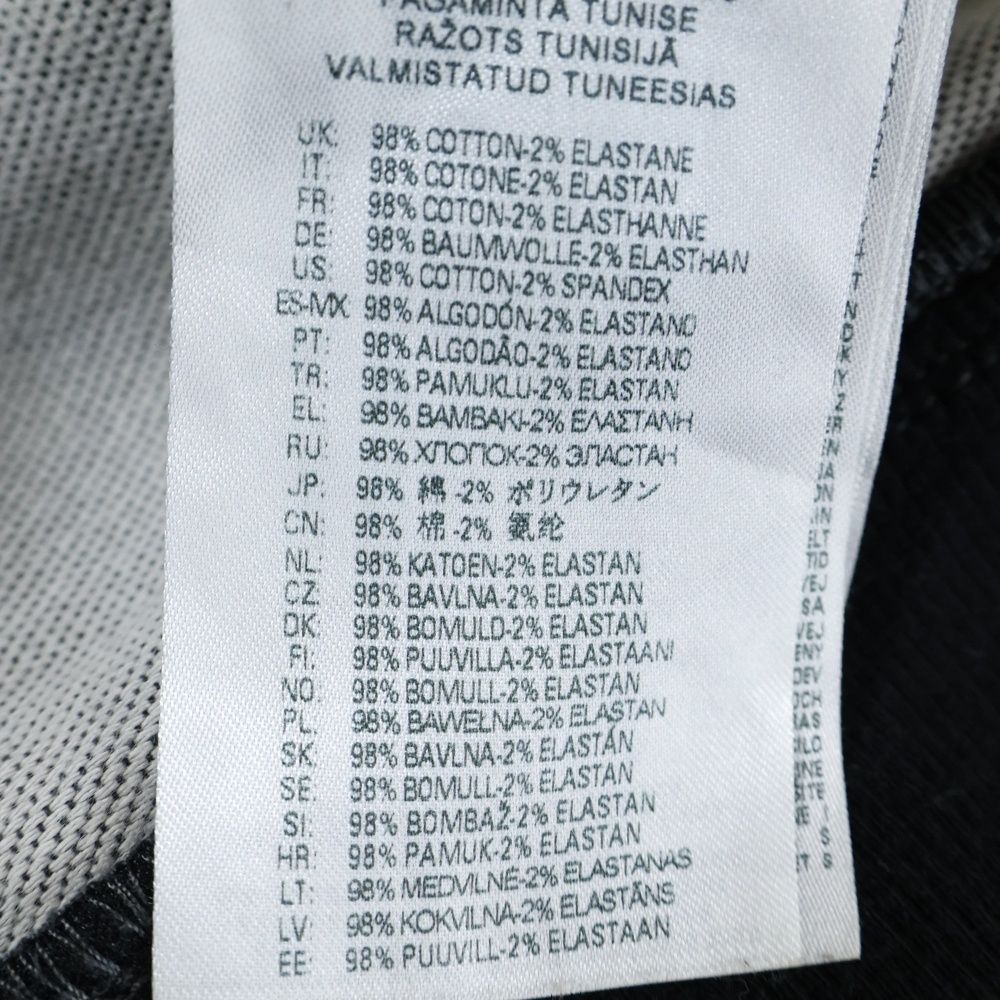 PAGAMINTA TUNISE
RAŽOTS TUNISIJĀ
VALMISTATUD TUNEESIAS
UK: 98% COTTON-2% ELASTANE
IT: 98% COTONE-2% ELASTAN
FR: 98% COTON-2% ELASTHANNE
DE: 98% BAUMWOLLE-2% ELASTHAN
US: 98% COTTON-2% SPANDEX
ES-MX: 98% ALGODÓN-2% ELASTANO
PT: 98% ALGODÃO-2% ELASTANO
TR: 98% PAMUKLU-2% ELASTAN
EL: 98% ΒΑΜΒΑΚΙ-2% ΕΛΑΣΤΑΝΗ
RU: 98% ХЛОПОК-2% ЭЛАСТАН
JP: 98% 綿 -2% ポリウレタン
CN: 98% 棉 -2% 氨纶
NL: 98% KATOEN-2% ELASTAN
CZ 98% BAVLNA-2% ELASTAN
DK: 98% BOMULD-2% ELASTAN
FI: 98% PUUVILLA-2% ELASTAANI
NO: 98% BOMULL-2% ELASTAN
PL: 98% BAWEŁNA-2% ELASTAN
SK: 98% BAVLNA-2% ELASTAN
SE: 98% BOMULL-2% ELASTAN
SI: 98% BOMBAŽ-2% ELASTAN
HR: 98% PAMUK-2% ELASTAN
LT: 98% MEDVILNĖ-2% ELASTANAS
LV: 98% KOKVILNA-2% ELASTĀNS
EE: 98% PUUVILL-2% ELASTAAN